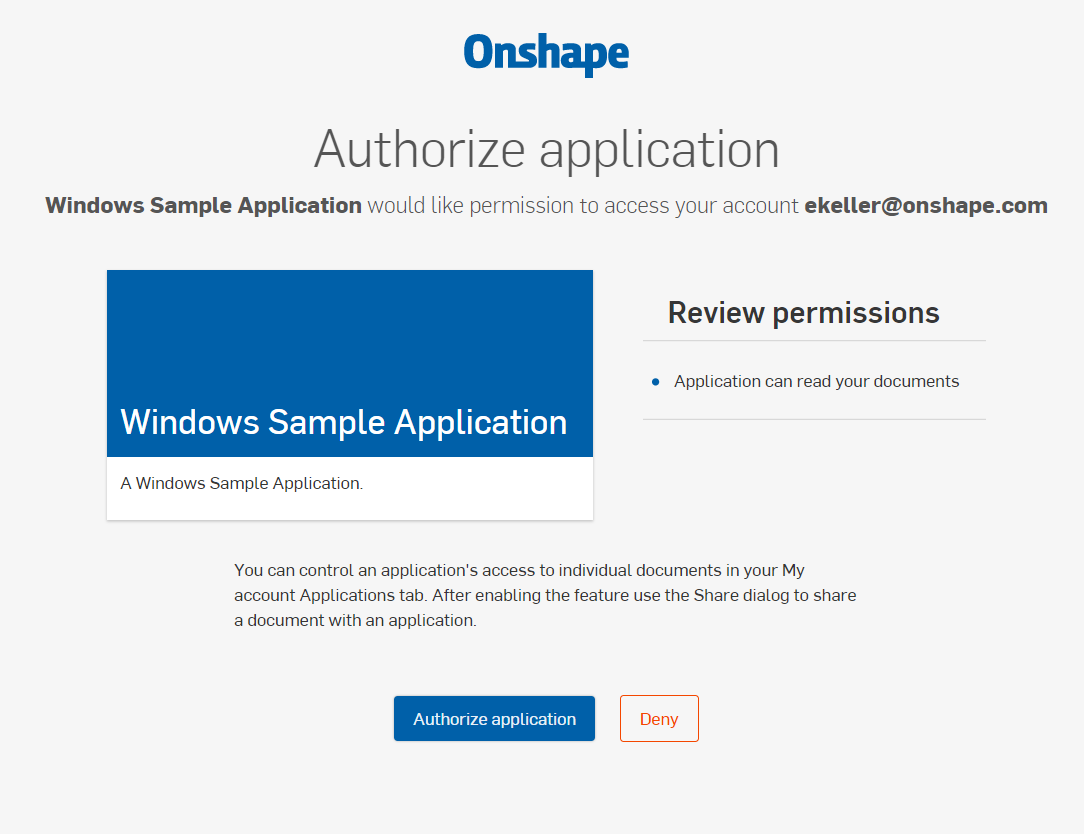 Onshape
Authorize application
Windows Sample Application would like permission to access your account ekeller@onshape.com
Windows Sample Application
A Windows Sample Application.
Review permissions
Application can read your documents
You can control an application's access to individual documents in your My
account Applications tab. After enabling the feature use the Share dialog to share
a document with an application.
Authorize application
Deny